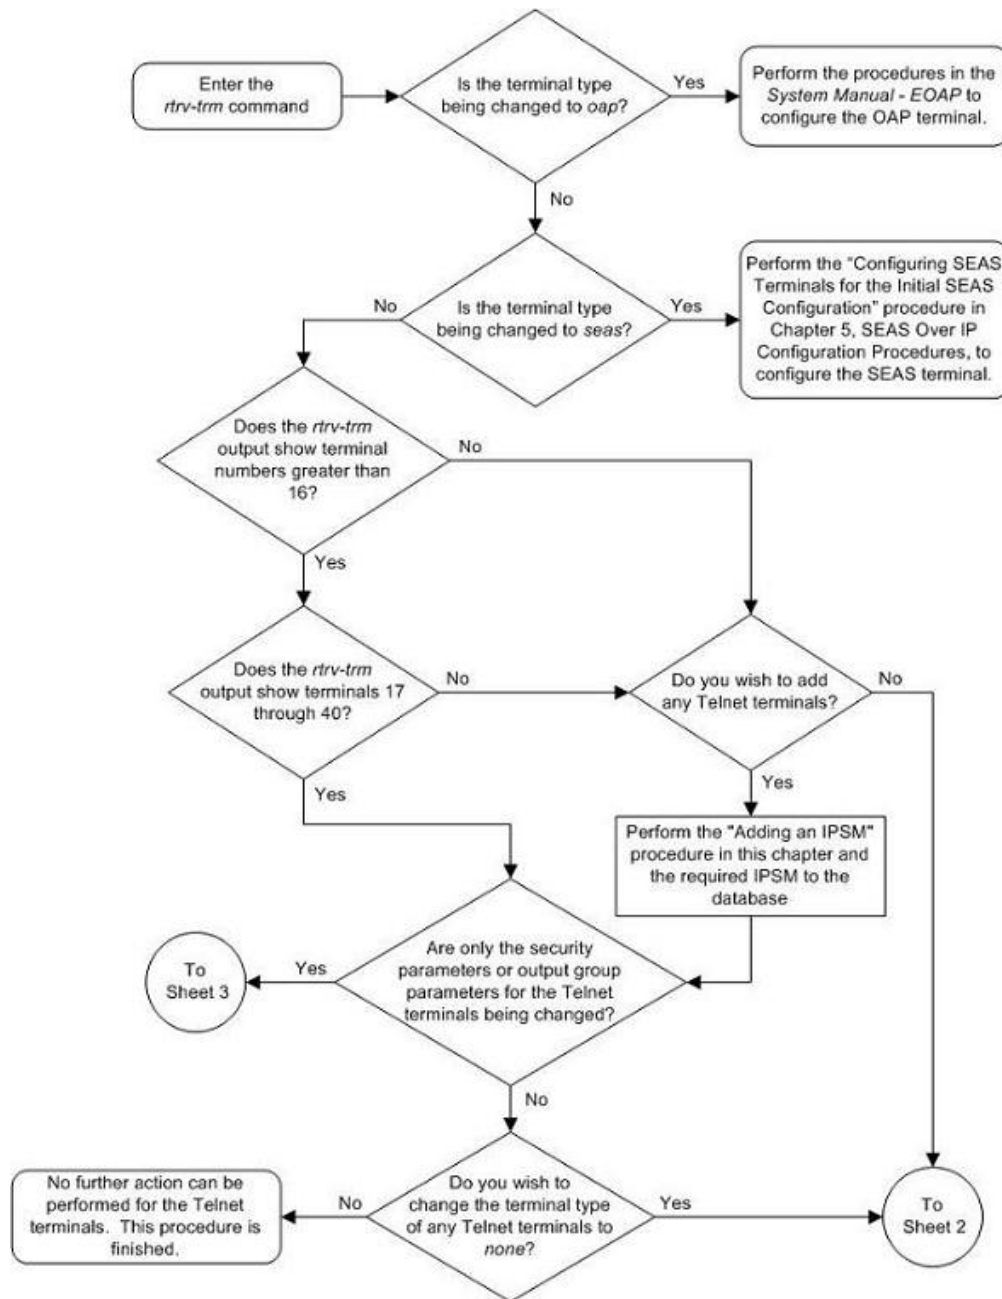 Enter the
rtrv-trm command
Is the terminal type
being changed to oap?
Yes
Perform the procedures in the
System Manual - EOAP to
configure the OAP terminal.
No
Is the terminal type
being changed to seas?
No
Yes
Perform the "Configuring SEAS
Terminals for the Initial SEAS
Configuration" procedure in
Chapter 5, SEAS Over IP
Configuration Procedures, to
configure the SEAS terminal.
Does the rtrv-trm
output show terminal
numbers greater than
16?
No
Yes
Does the rtrv-trm
output show terminals 17
through 40?
No
Yes
Do you wish to add
any Telnet terminals?
No
Yes
Perform the "Adding an IPSM"
procedure in this chapter and
the required IPSM to the
database
Are only the security
parameters or output group
parameters for the Telnet
terminals being changed?
Yes
To
Sheet 3
No
Do you wish to
change the terminal type
of any Telnet terminals to
none?
No
No further action can be
performed for the Telnet
terminals. This procedure is
finished.
Yes
To
Sheet 2